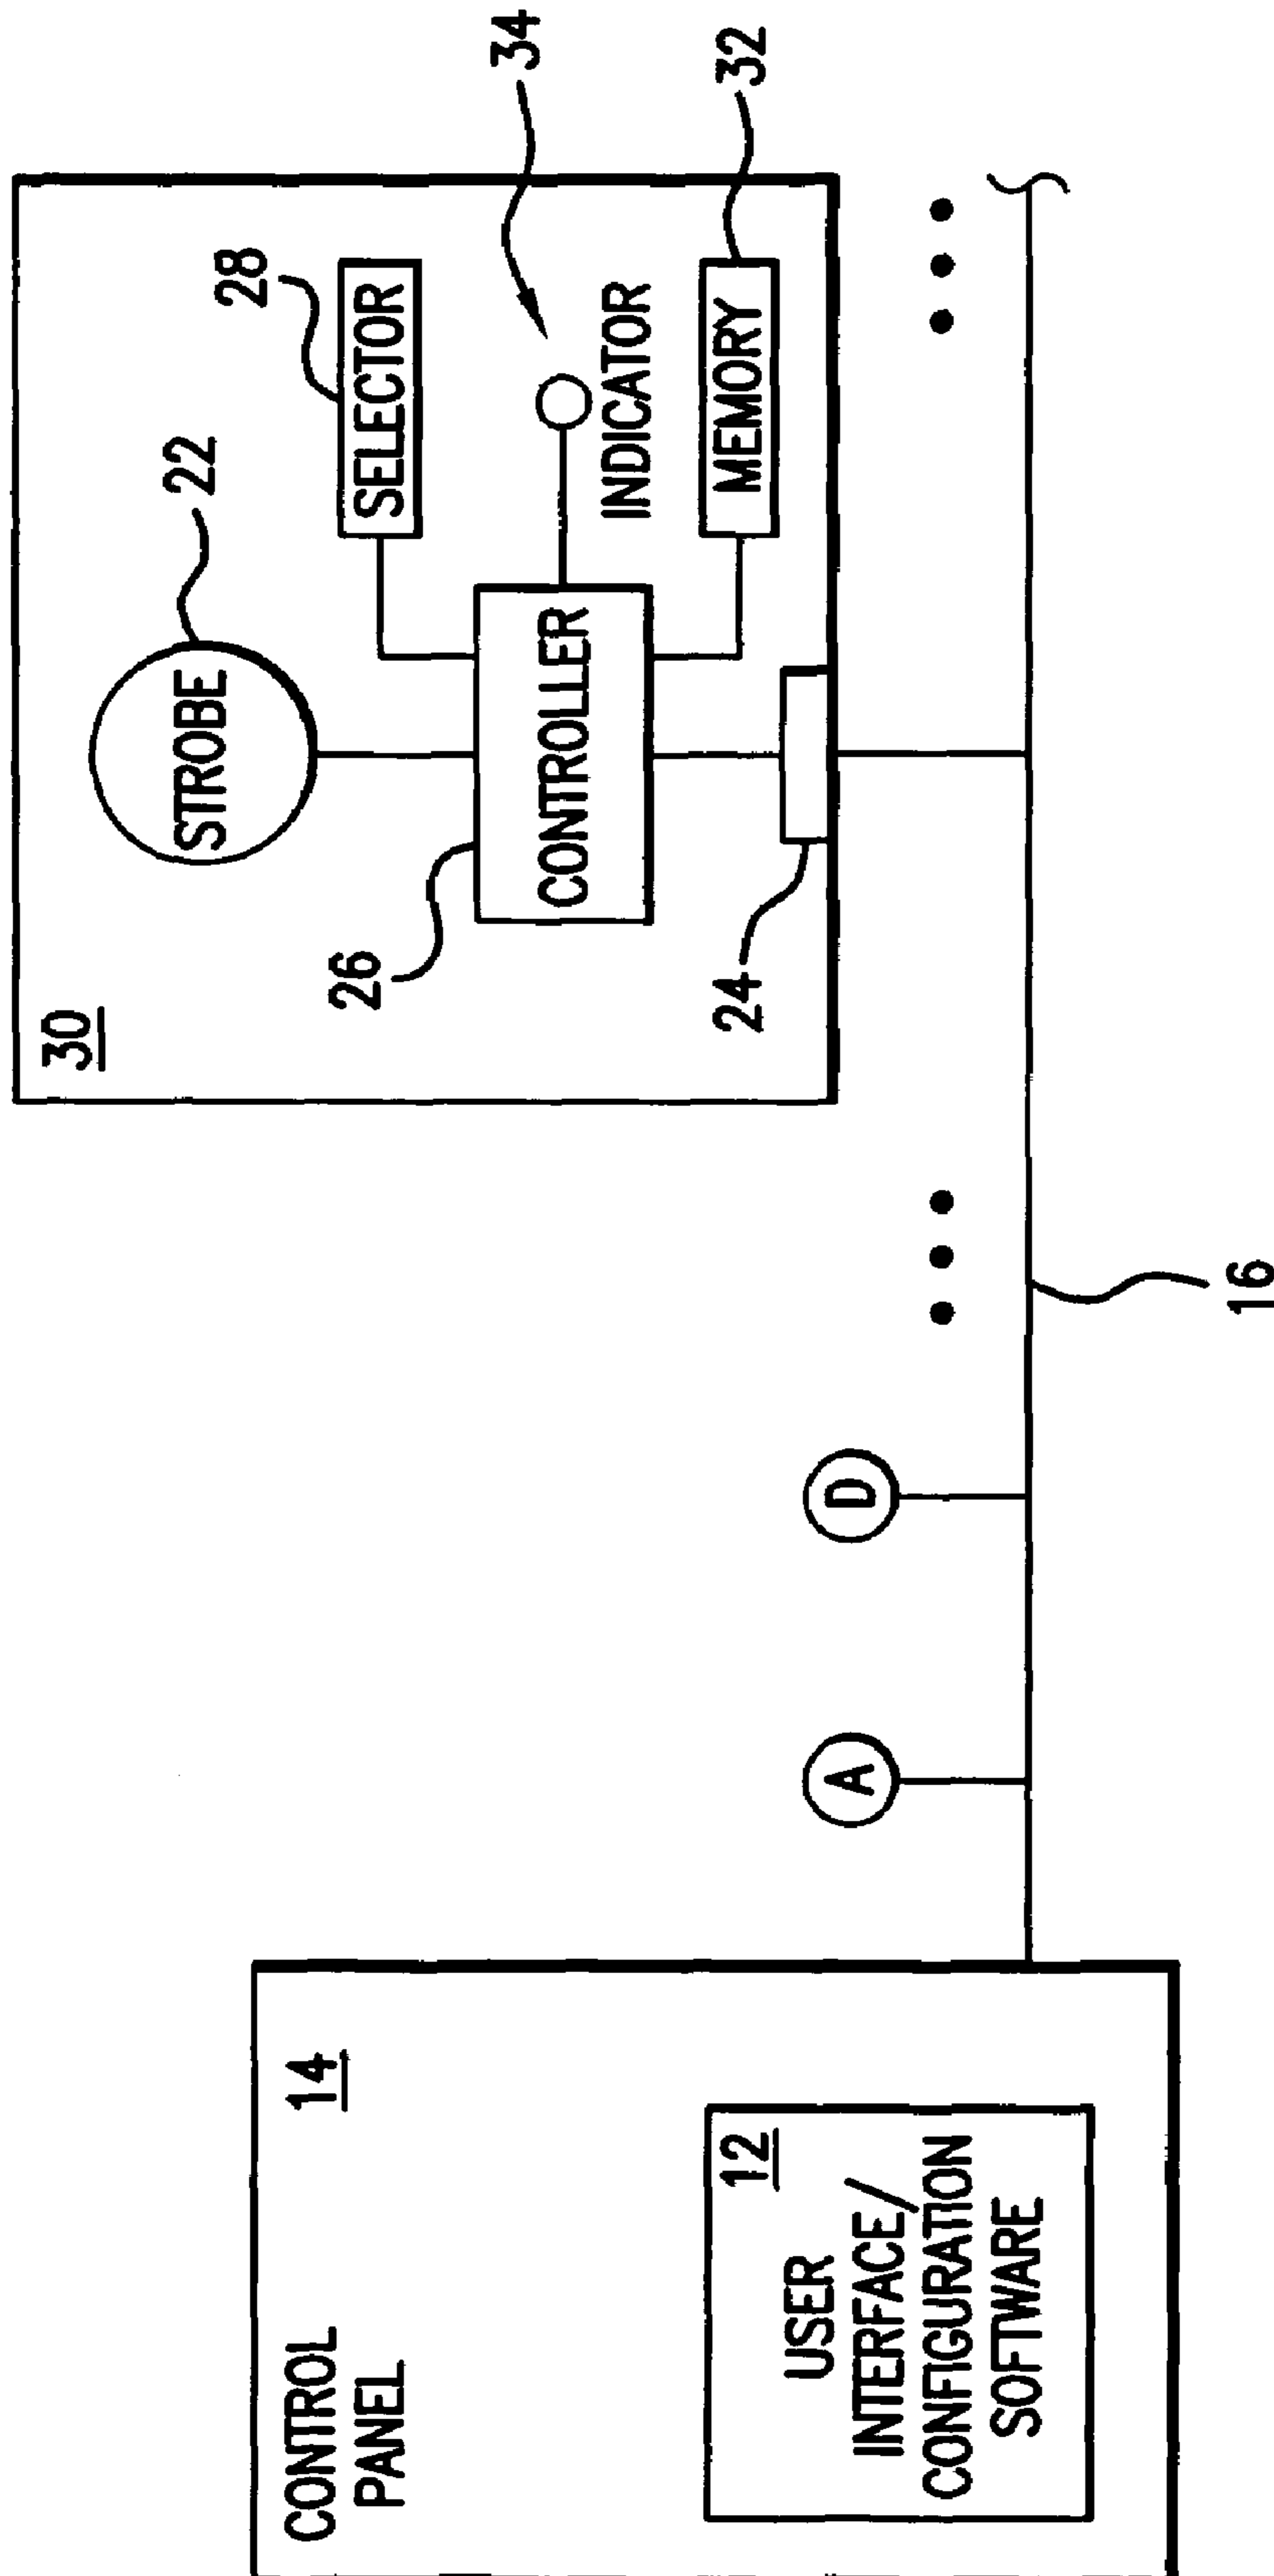 CONTROL
PANEL
14
12
USER
INTERFACE/
CONFIGURATION
SOFTWARE
A
D
16
30
STROBE
22
26
CONTROLLER
SELECTOR
28
INDICATOR
34
MEMORY
32
24